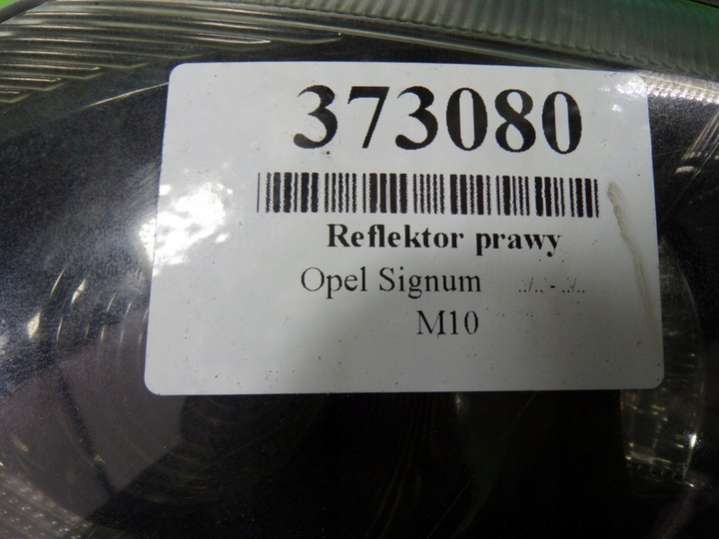 373080
Reflektor prawy
Opel Signum ../.. - ../..
M10